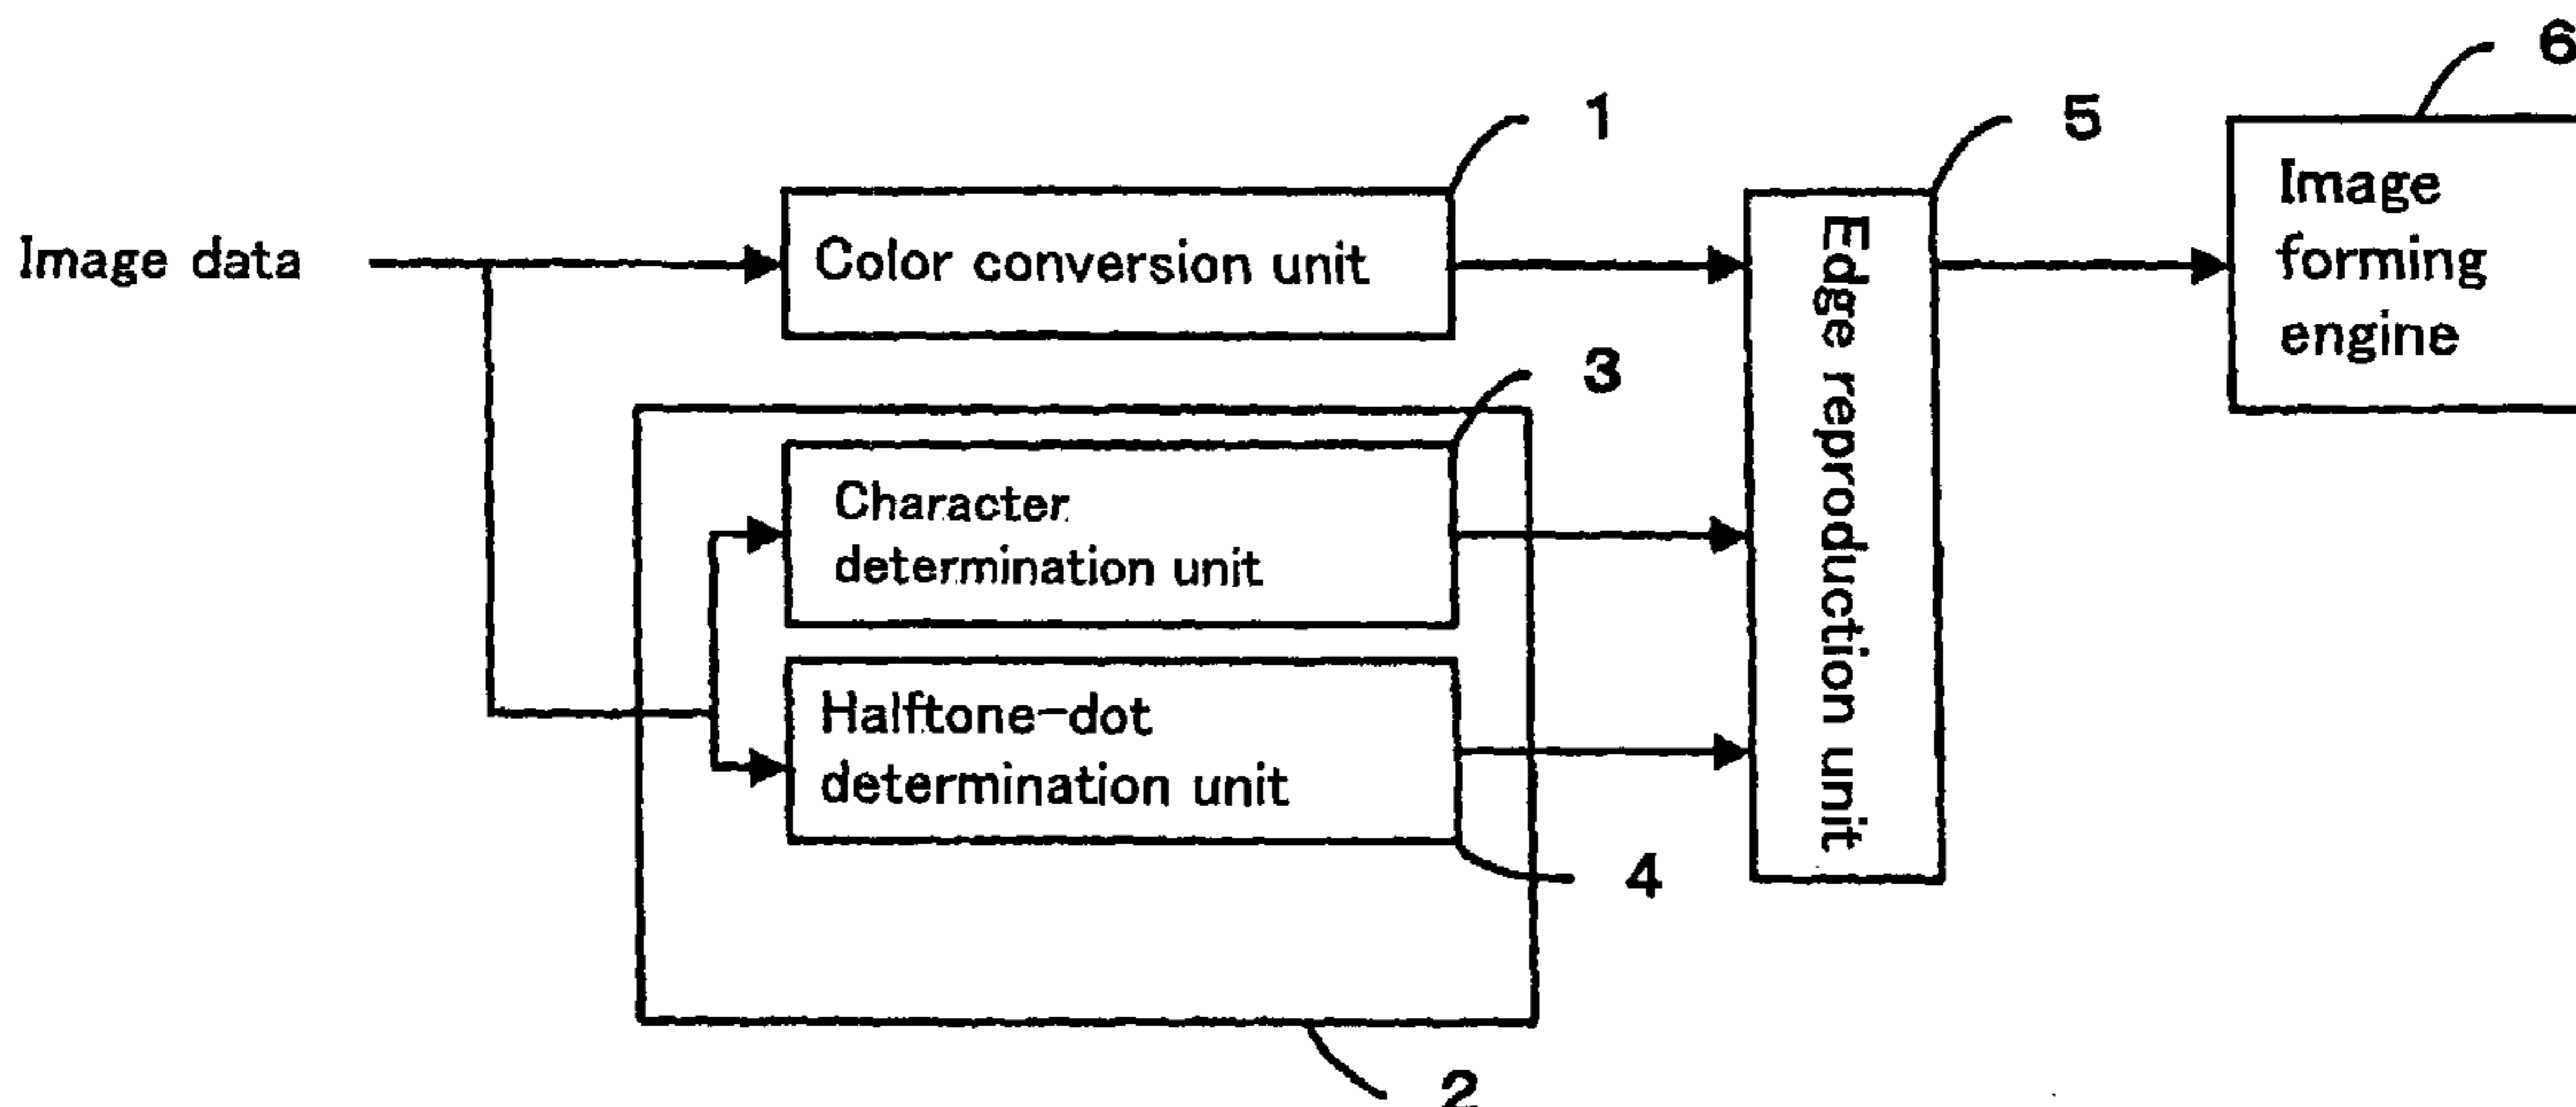 Image data
1
Color conversion unit
3
Character
determination unit
Halftone-dot
determination unit
4
2
5
Edge reproduction unit
6
Image
forming
engine